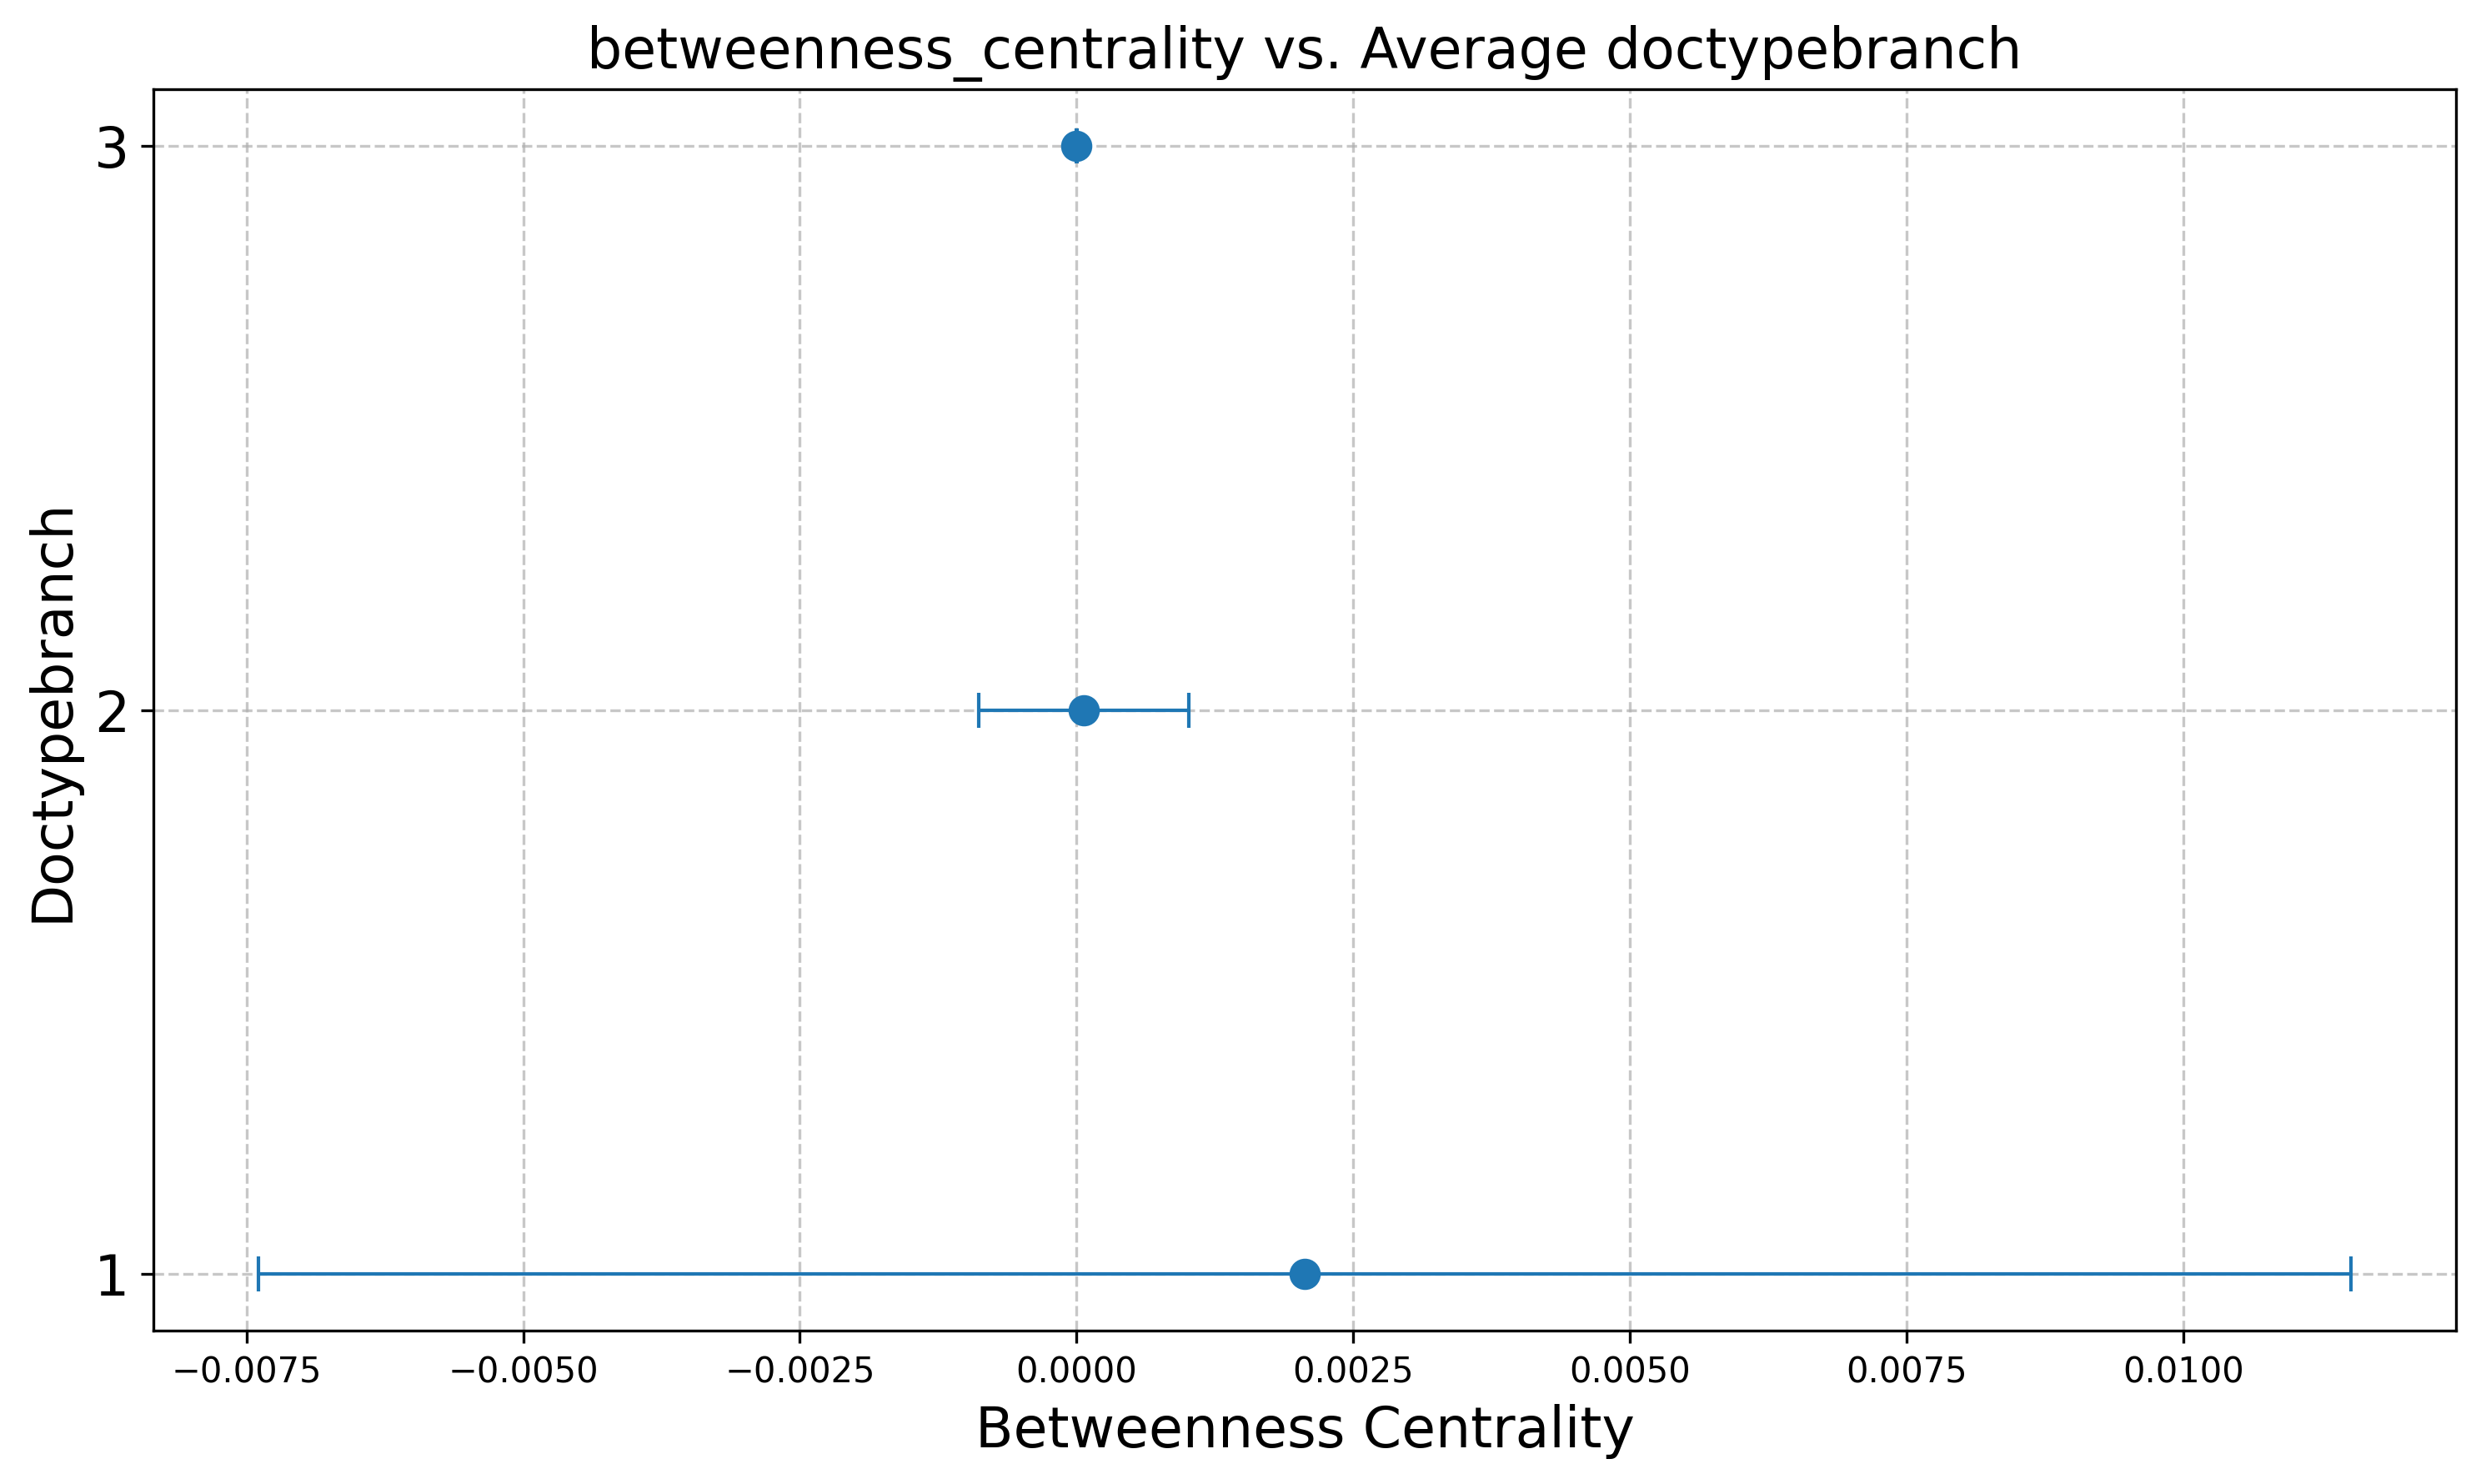 betweenness_centrality vs. Average doctypebranch
3
2
1
Doctypebranch
−0.0075 −0.0050 −0.0025 0.0000 0.0025 0.0050 0.0075 0.0100
Betweenness Centrality